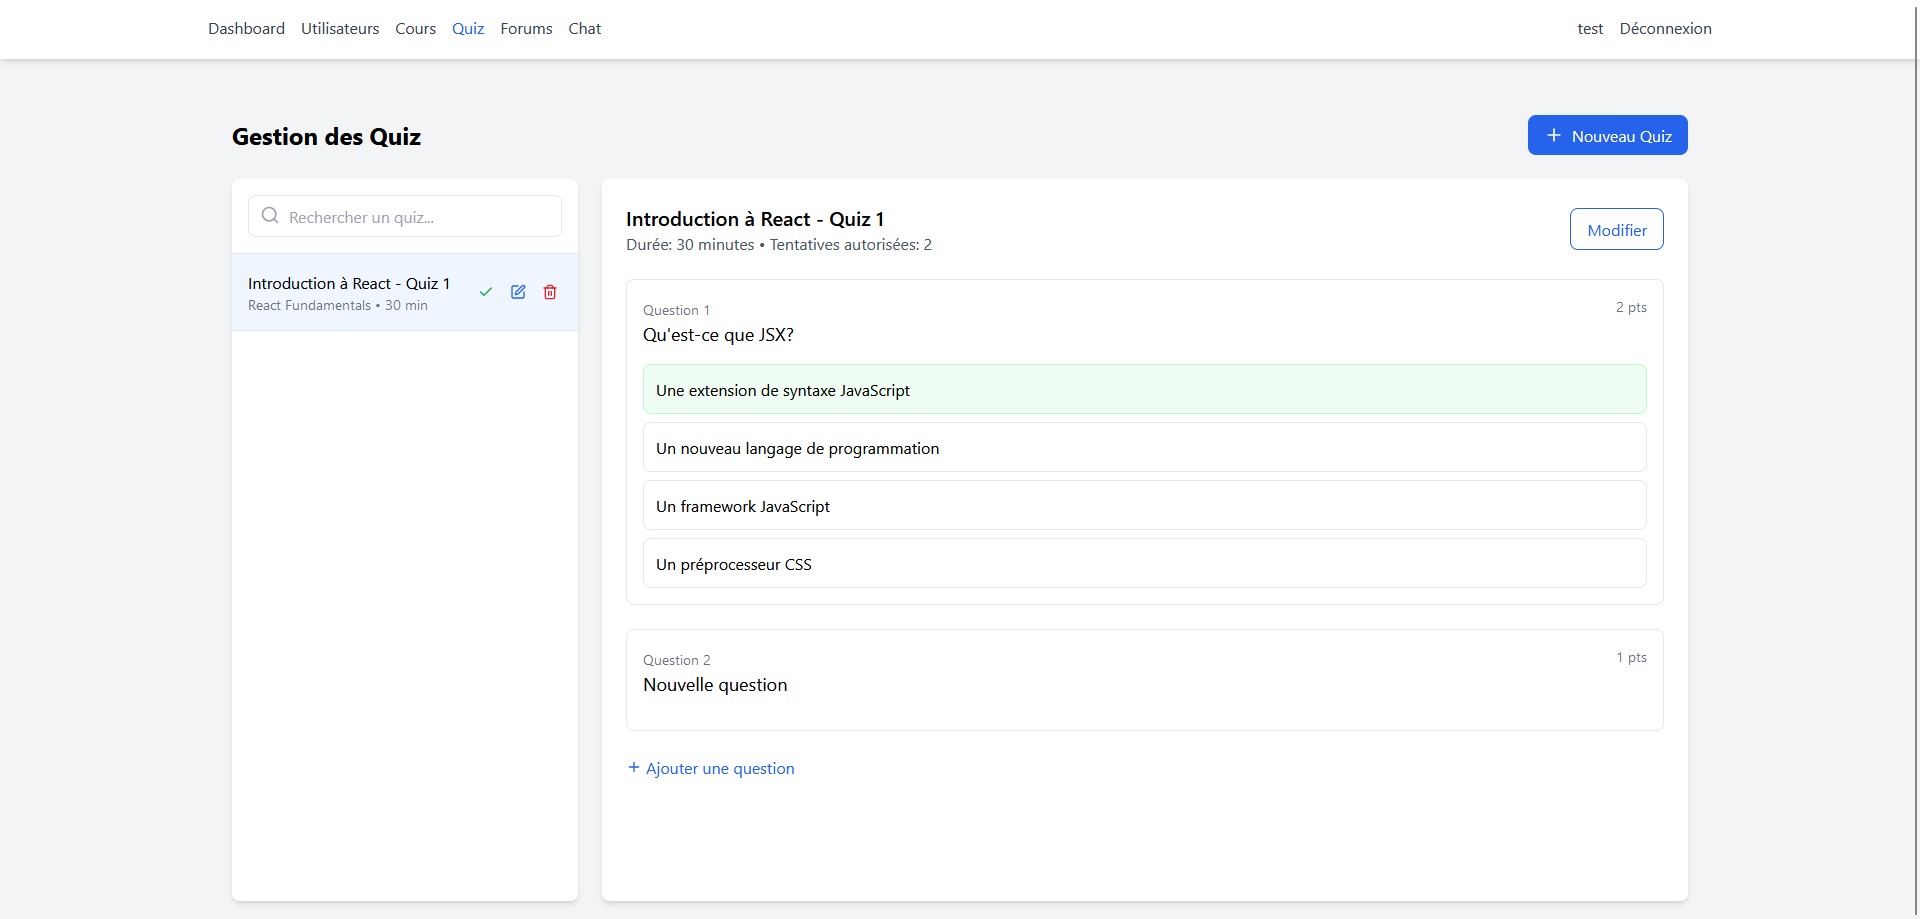 Dashboard Utilisateurs Cours Quiz Forums Chat test Déconnexion
Gestion des Quiz
Nouveau Quiz
Rechercher un quiz...
Introduction à React - Quiz 1
React Fundamentals • 30 min
Introduction à React - Quiz 1
Durée: 30 minutes • Tentatives autorisées: 2
Modifier
Question 1
2 pts
Qu'est-ce que JSX?
Une extension de syntaxe JavaScript
Un nouveau langage de programmation
Un framework JavaScript
Un préprocesseur CSS
Question 2
1 pts
Nouvelle question
+ Ajouter une question